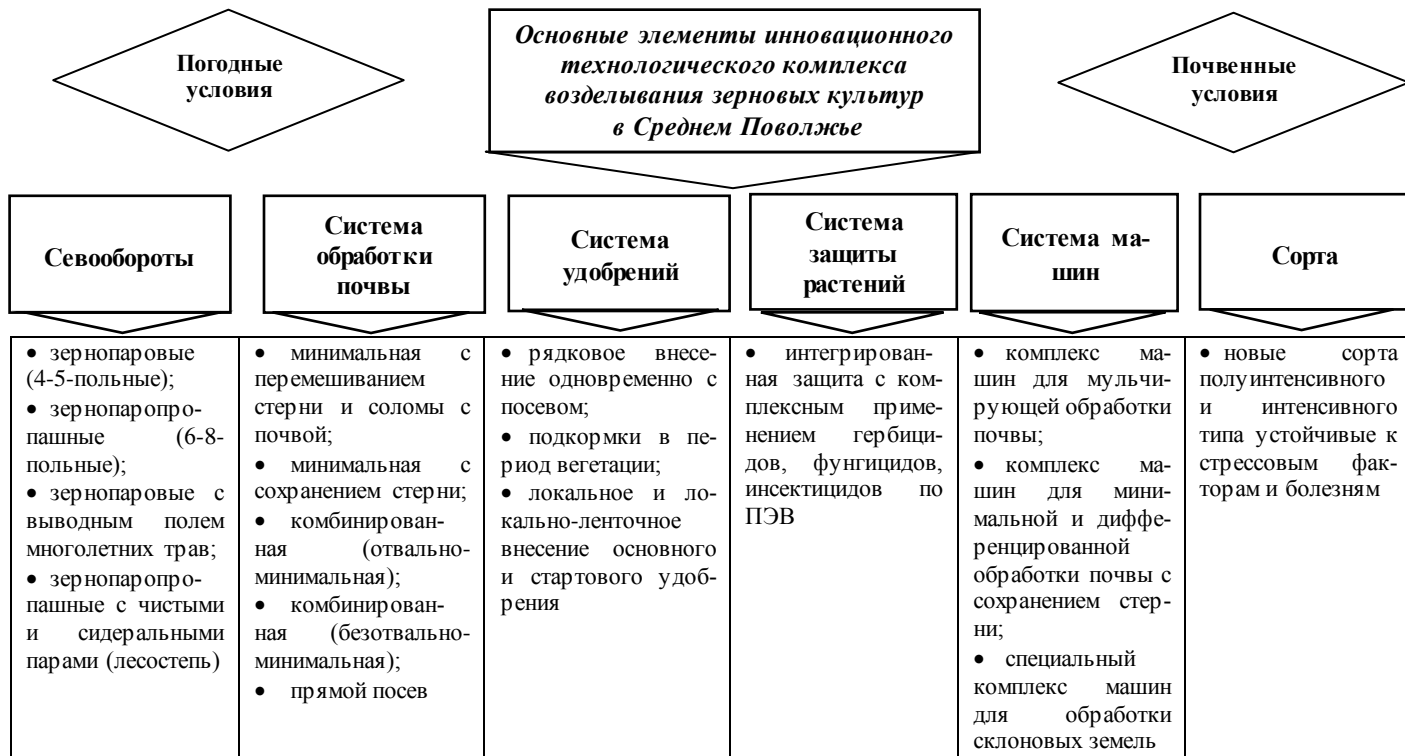 Погодные
условия
Основные элементы инновационного
технологического комплекса
возделывания зерновых культур
в Среднем Поволжье
Почвенные
условия
Севообороты
Система
обработки
почвы
Система
удобрений
Система
защиты
растений
Система ма-
шин
Сорта
• зернопаровые
(4-5-польные);
• зернопаропро-
пашные (6-8-
польные);
• зернопаровые с
выводным полем
многолетних трав;
• зернопаропро-
пашные с чистыми
и сидеральными
парами (лесостепь)
• минимальная с
перемешиванием
стерни и соломы с
почвой;
• минимальная с
сохранением стерни;
• комбинирован-
ная (отвально-
минимальная);
• комбинирован-
ная (безотвально-
минимальная);
• прямой посев
• рядковое внесе-
ние одновременно с
посевом;
• подкормки в пе-
риод вегетации;
• локальное и ло-
кально-ленточное
внесение основного
и стартового удоб-
рения
• интегрирован-
ная защита с ком-
плексным приме-
нением гербици-
дов, фунгицидов,
инсектицидов по
ПЭВ
• комплекс ма-
шин для мульчи-
рующей обработки
почвы;
• комплекс ма-
шин для мини-
мальной и диффе-
ренцированной
обработки почвы с
сохранением стер-
ни;
• специальный
комплекс машин
для обработки
склоновых земель
• новые сорта
полуинтенсивного
и интенсивного
типа устойчивые к
стрессовым фак-
торам и болезням